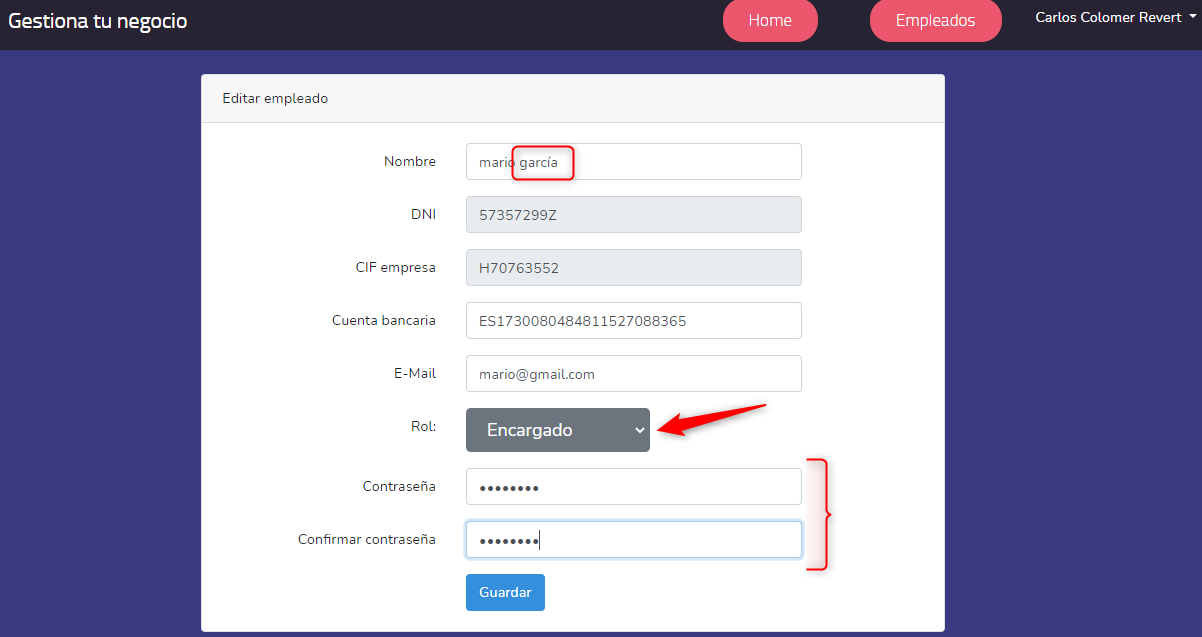 Gestiona tu negocio Home Empleados Carlos Colomer Revert
Editar empleado
Nombre mario garcía
DNI 57357299Z
CIF empresa H70763552
Cuenta bancaria ES1730080484811527088365
E-Mail mario@gmail.com
Rol: Encargado
Contraseña ••••••••
Confirmar contraseña ••••••••
Guardar